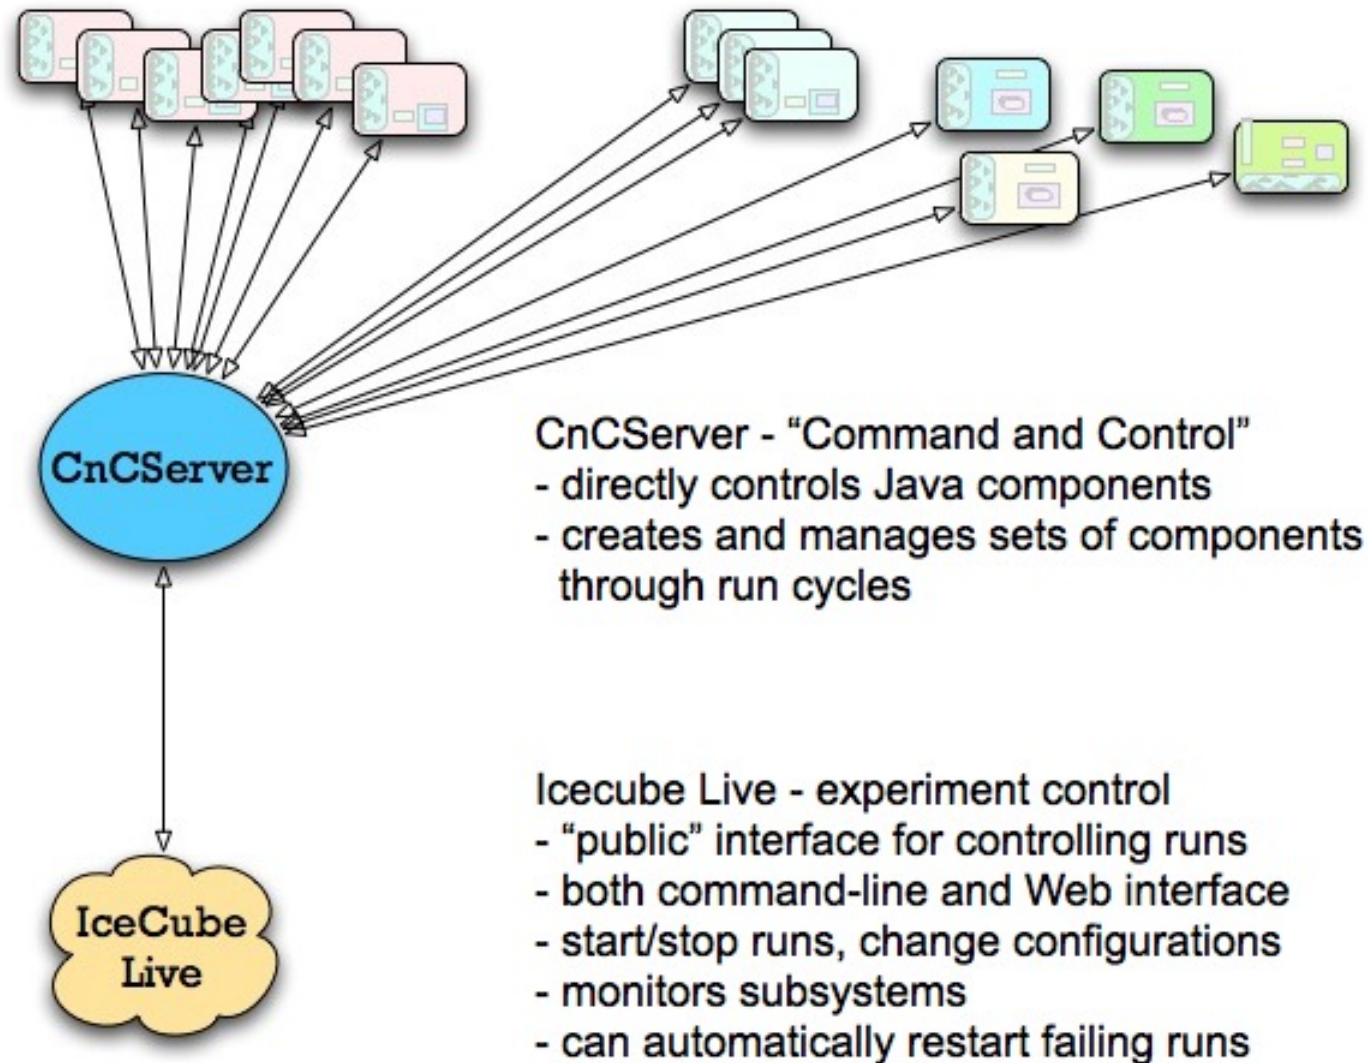 CnCServer
CnCServer - “Command and Control”
- directly controls Java components
- creates and manages sets of components
through run cycles
IceCube
Live
Icecube Live - experiment control
- “public” interface for controlling runs
- both command-line and Web interface
- start/stop runs, change configurations
- monitors subsystems
- can automatically restart failing runs